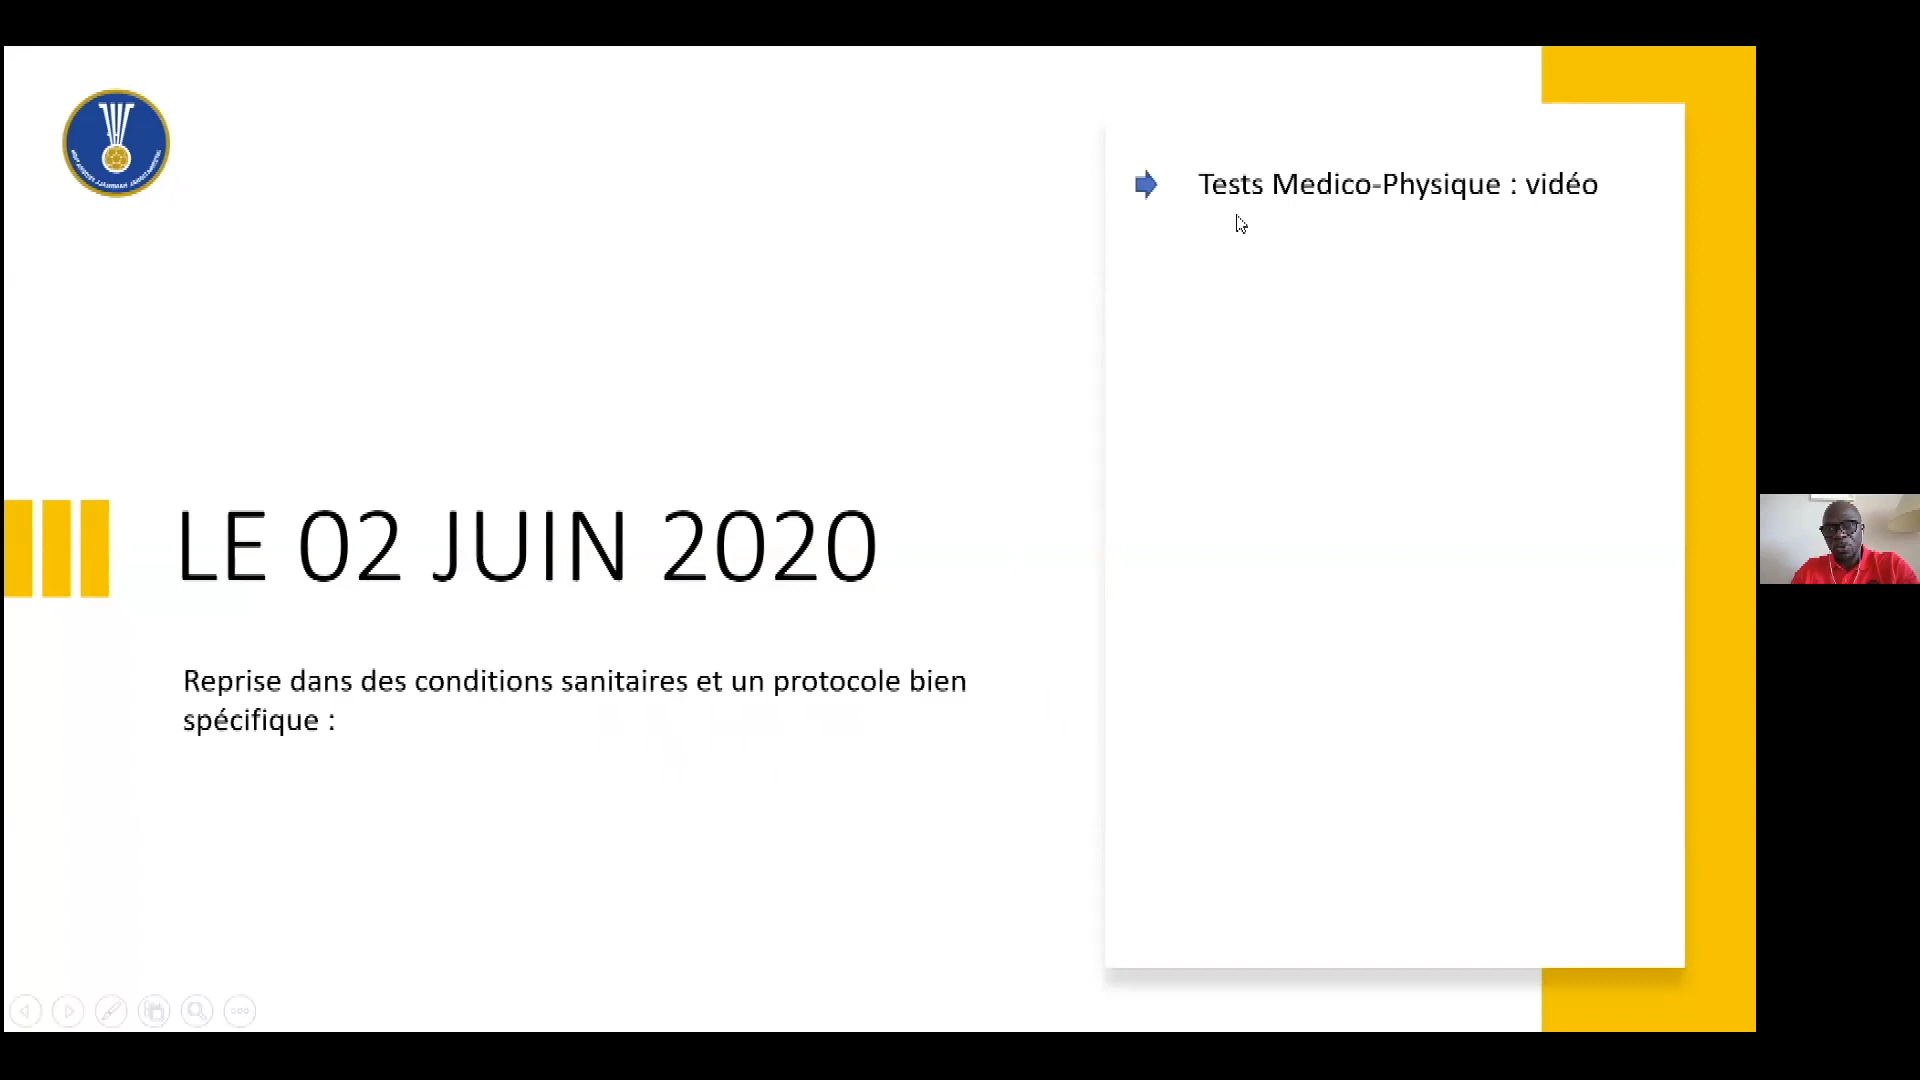 LE 02 JUIN 2020
Reprise dans des conditions sanitaires et un protocole bien
spécifique :
Tests Medico-Physique : vidéo